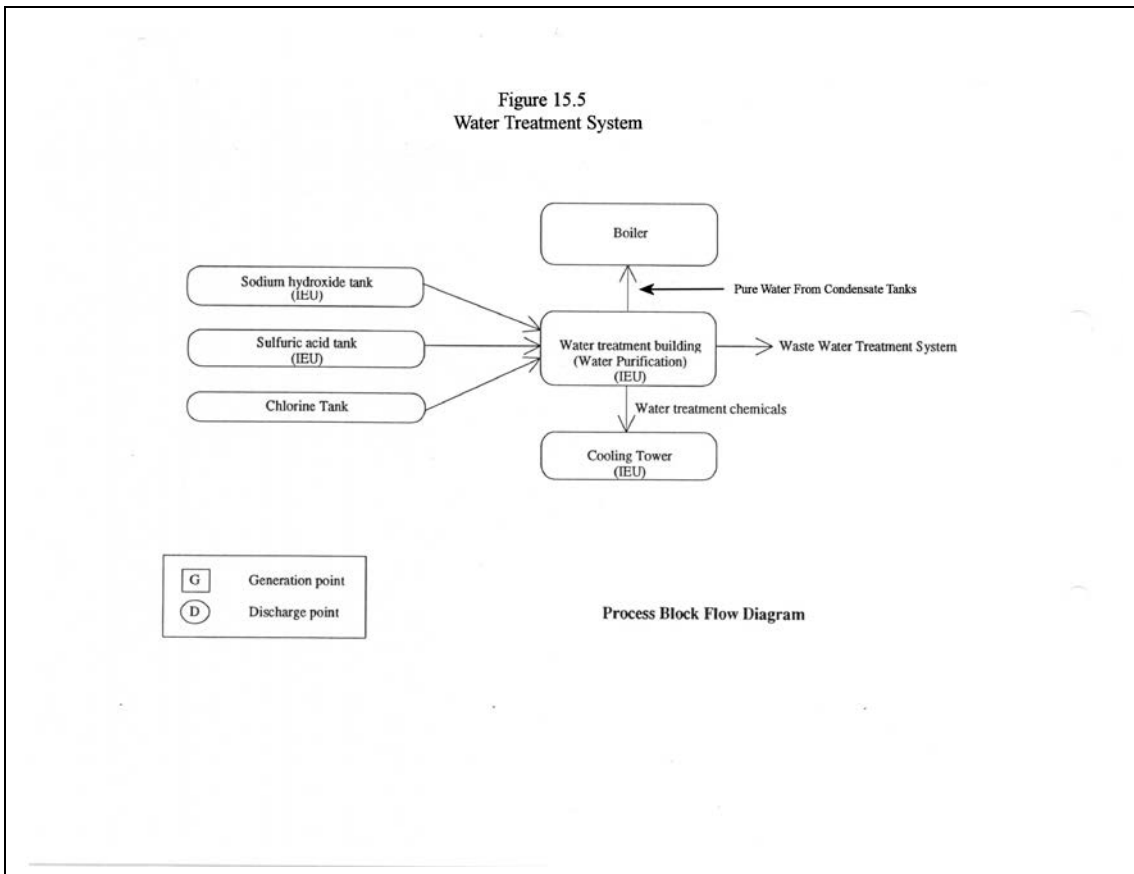 Figure 15.5
Water Treatment System
Boiler
Sodium hydroxide tank
(IEU)
Pure Water From Condensate Tanks
Sulfuric acid tank
(IEU)
Water treatment building
(Water Purification)
(IEU)
Waste Water Treatment System
Chlorine Tank
Water treatment chemicals
Cooling Tower
(IEU)
G Generation point
D Discharge point
Process Block Flow Diagram